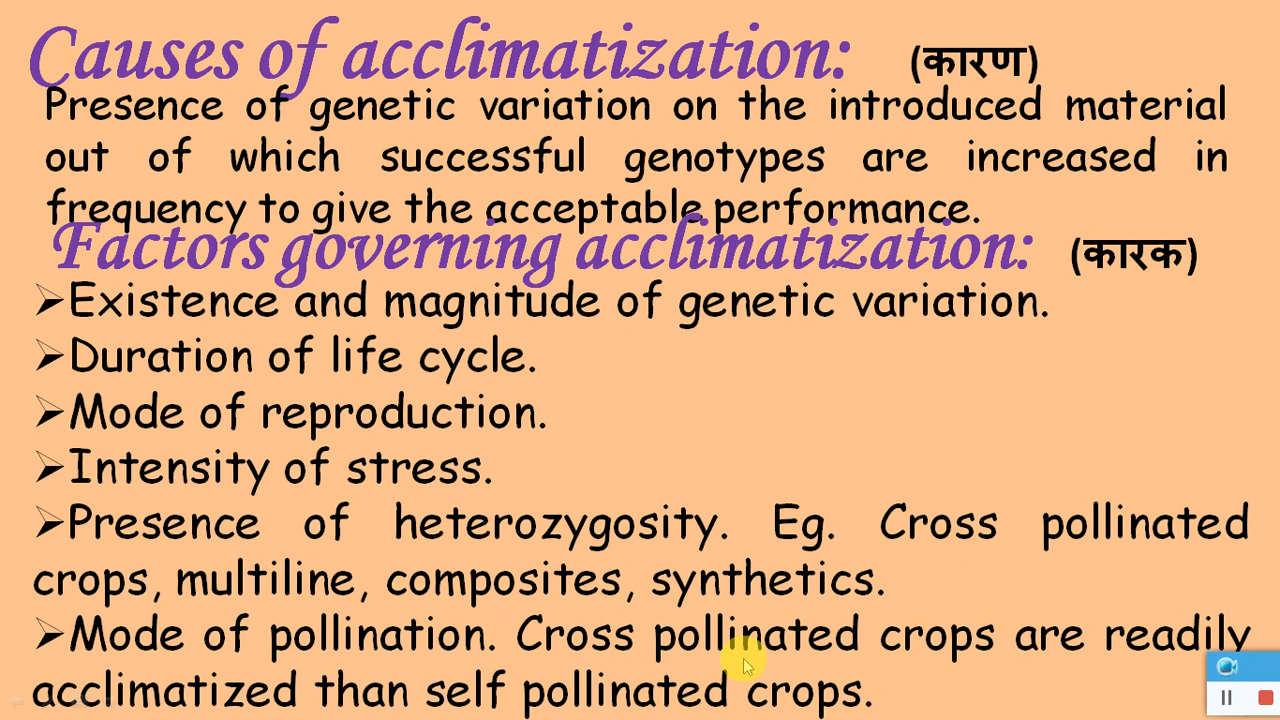 Causes of acclimatization: (कारण)
Presence of genetic variation on the introduced material
out of which successful genotypes are increased in
frequency to give the acceptable performance.
Factors governing acclimatization: (कारक)
➢Existence and magnitude of genetic variation.
➢Duration of life cycle.
➢Mode of reproduction.
➢Intensity of stress.
➢Presence of heterozygosity. Eg. Cross pollinated
crops, multiline, composites, synthetics.
➢Mode of pollination. Cross pollinated crops are readily
acclimatized than self pollinated crops.